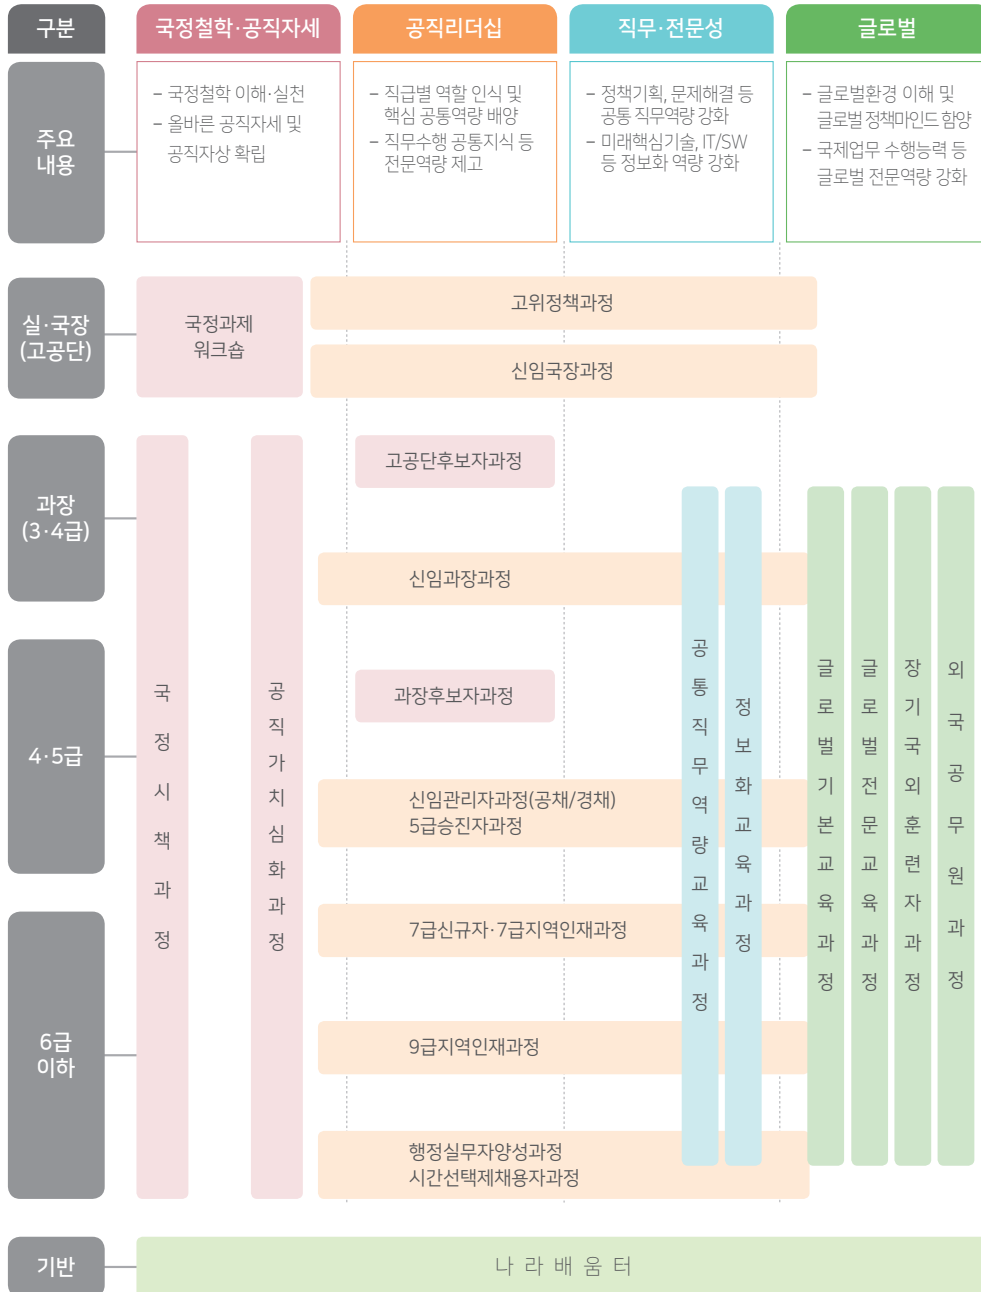 구분
국정철학·공직자세
공직리더십
직무·전문성
글로벌
주요
내용
– 국정철학 이해·실천
– 올바른 공직자세 및
공직자상 확립
– 직급별 역할 인식 및
핵심 공통역량 배양
– 직무수행 공통지식 등
전문역량 제고
– 정책기획, 문제해결 등
공통 직무역량 강화
– 미래핵심기술, IT/SW
등 정보화 역량 강화
– 글로벌환경 이해 및
글로벌 정책마인드 함양
– 국제업무 수행능력 등
글로벌 전문역량 강화
실·국장
(고공단)
국정과제
워크숍
고위정책과정
신임국장과정
과장
(3·4급)
고공단후보자과정
신임과장과정
4·5급
과장후보자과정
신임관리자과정(공채/경채)
5급승진자과정
6급
이하
7급신규자·7급지역인재과정
9급지역인재과정
행정실무자양성과정
시간선택제채용자과정
국정시책과정
공직가치심화과정
공통직무역량교육과정
정보화교육과정
글로벌기본교육과정
글로벌전문교육과정
장기국외훈련자과정
외국공무원과정
기반
나라배움터